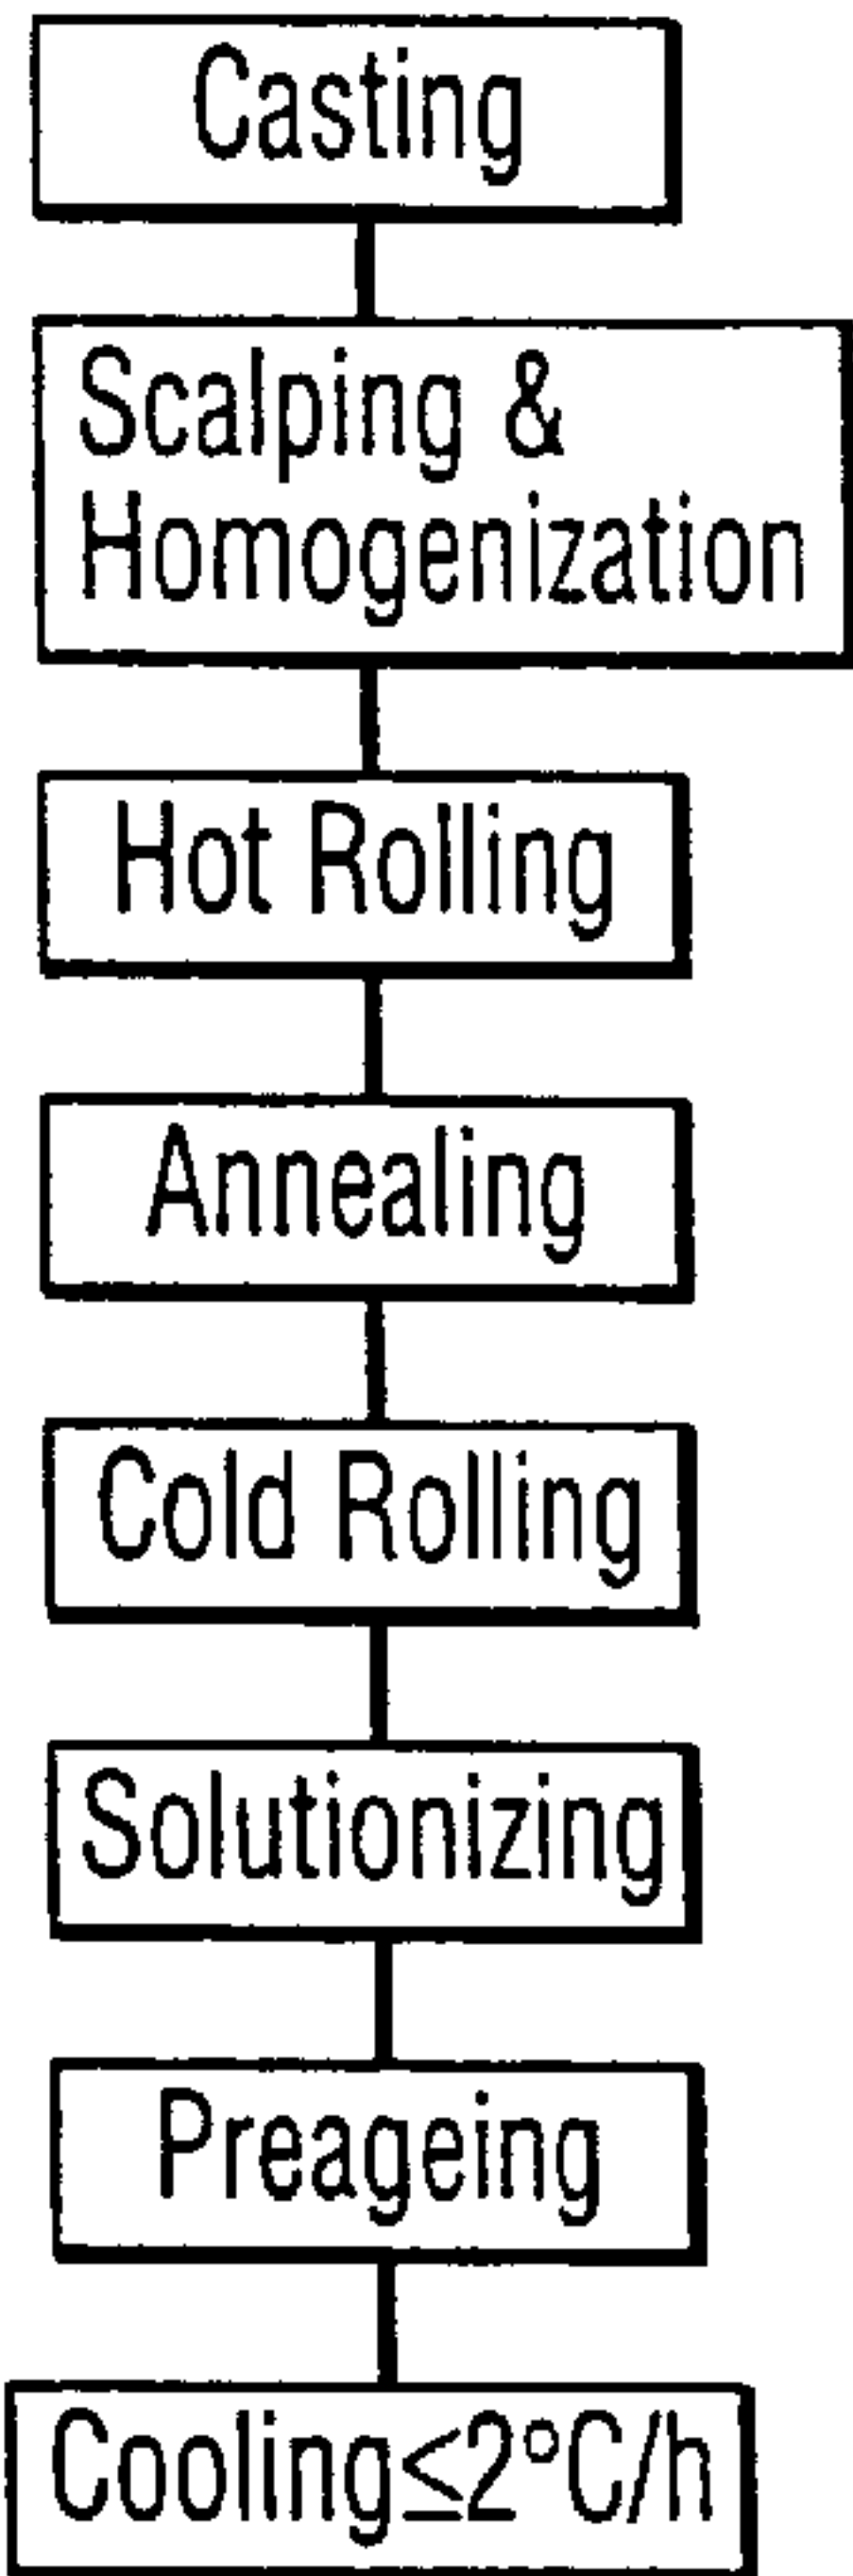 Casting
Scalping &
Homogenization
Hot Rolling
Annealing
Cold Rolling
Solutionizing
Preageing
Cooling≤2°C/h